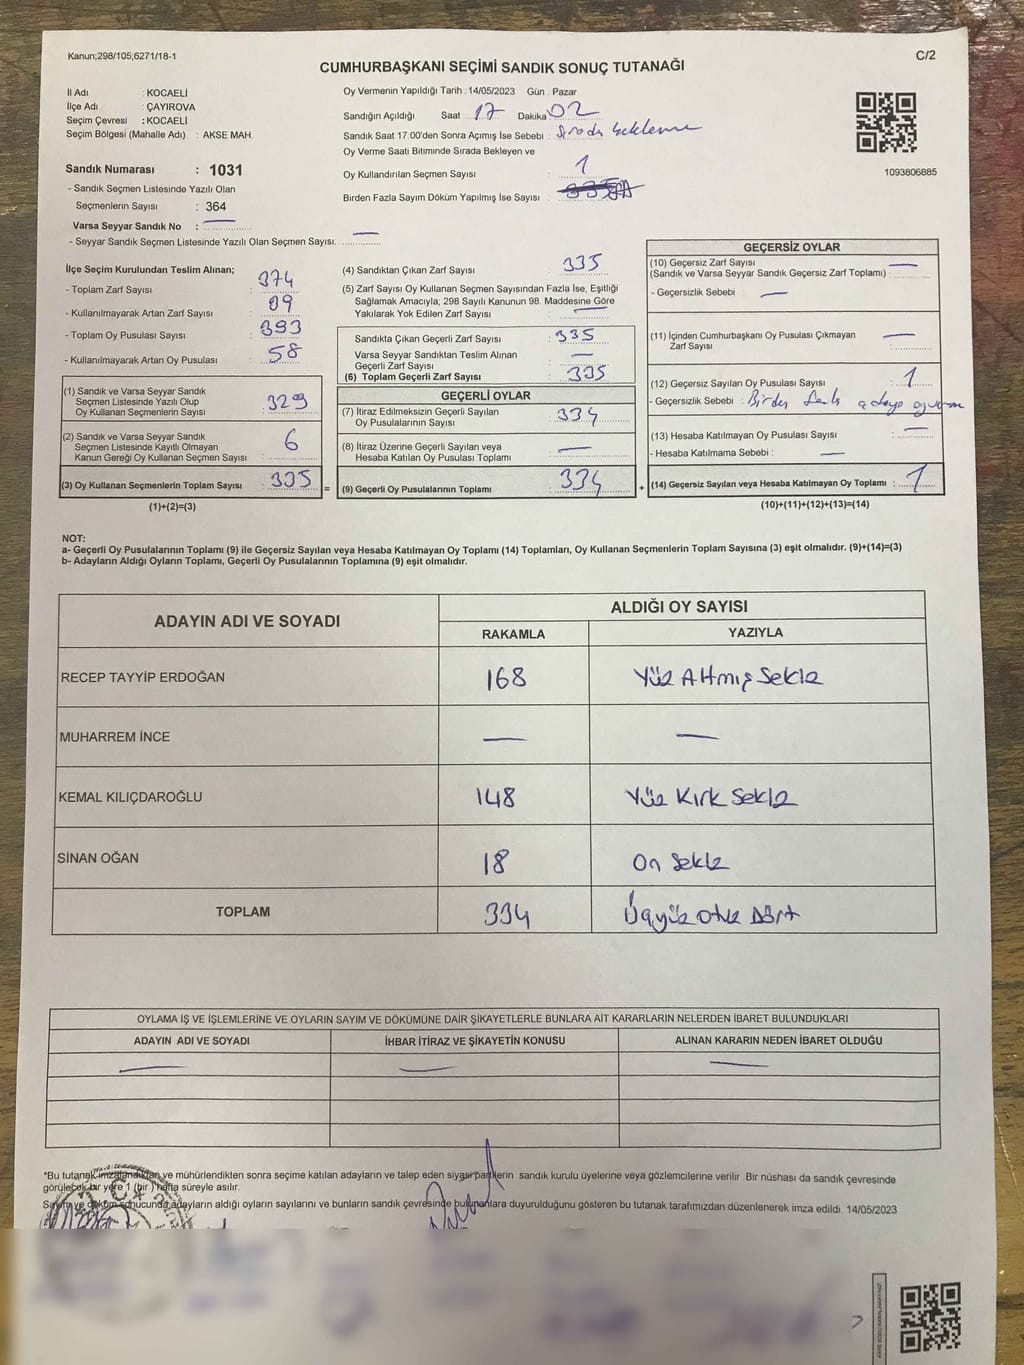 Kanun;298/105;6271/18-1
C/2
CUMHURBAŞKANI SEÇİMİ SANDIK SONUÇ TUTANAĞI
İl Adı : KOCAELİ
İlçe Adı : ÇAYIROVA
Seçim Çevresi : KOCAELİ
Seçim Bölgesi (Mahalle Adı) : AKSE MAH.
Oy Vermenin Yapıldığı Tarih : 14/05/2023 Gün : Pazar
Sandığın Açıldığı Saat 17 Dakika 02
Sandık Saat 17:00'den Sonra Açımış İse Sebebi : Sırada bekleme
Oy Verme Saati Bitiminde Sırada Bekleyen ve
Oy Kullandırılan Seçmen Sayısı : 1
Birden Fazla Sayım Döküm Yapılmış İse Sayısı :
1093806885
Sandık Numarası : 1031
- Sandık Seçmen Listesinde Yazılı Olan
Seçmenlerin Sayısı : 364
Varsa Seyyar Sandık No : —
- Seyyar Sandık Seçmen Listesinde Yazılı Olan Seçmen Sayısı. —
İlçe Seçim Kurulundan Teslim Alınan;
- Toplam Zarf Sayısı : 374
- Kullanılmayarak Artan Zarf Sayısı :
- Toplam Oy Pusulası Sayısı : 393
- Kullanılmayarak Artan Oy Pusulası : 58
(1) Sandık ve Varsa Seyyar Sandık
Seçmen Listesinde Yazılı Olup
Oy Kullanan Seçmenlerin Sayısı : 329
(2) Sandık ve Varsa Seyyar Sandık
Seçmen Listesinde Kayıtlı Olmayan
Kanun Gereği Oy Kullanan Seçmen Sayısı : 6
(3) Oy Kullanan Seçmenlerin Toplam Sayısı : 335
=
(1)+(2)=(3)
(4) Sandıktan Çıkan Zarf Sayısı : 335
(5) Zarf Sayısı Oy Kullanan Seçmen Sayısından Fazla İse, Eşitliği
Sağlamak Amacıyla, 298 Sayılı Kanunun 98. Maddesine Göre
Yakılarak Yok Edilen Zarf Sayısı : —
Sandıkta Çıkan Geçerli Zarf Sayısı : 335
Varsa Seyyar Sandıktan Teslim Alınan
Geçerli Zarf Sayısı : —
(6) Toplam Geçerli Zarf Sayısı : 335
GEÇERLİ OYLAR
(7) İtiraz Edilmeksizin Geçerli Sayılan
Oy Pusulalarının Sayısı : 334
(8) İtiraz Üzerine Geçerli Sayılan veya
Hesaba Katılan Oy Pusulası Toplamı : —
(9) Geçerli Oy Pusulalarının Toplamı : 334
+
GEÇERSİZ OYLAR
(10) Geçersiz Zarf Sayısı
(Sandık ve Varsa Seyyar Sandık Geçersiz Zarf Toplamı) : —
- Geçersizlik Sebebi : —
(11) İçinden Cumhurbaşkanı Oy Pusulası Çıkmayan
Zarf Sayısı : —
(12) Geçersiz Sayılan Oy Pusulası Sayısı : 1
- Geçersizlik Sebebi : Birden fazla adaya
(13) Hesaba Katılmayan Oy Pusulası Sayısı : —
- Hesaba Katılmama Sebebi : —
(14) Geçersiz Sayılan veya Hesaba Katılmayan Oy Toplamı : 1
(10)+(11)+(12)+(13)=(14)
NOT:
a- Geçerli Oy Pusulalarının Toplamı (9) ile Geçersiz Sayılan veya Hesaba Katılmayan Oy Toplamı (14) Toplamları, Oy Kullanan Seçmenlerin Toplam Sayısına (3) eşit olmalıdır. (9)+(14)=(3)
b- Adayların Aldığı Oyların Toplamı, Geçerli Oy Pusulalarının Toplamına (9) eşit olmalıdır.
ADAYIN ADI VE SOYADI ALDIĞI OY SAYISI
RAKAMLA YAZIYLA
RECEP TAYYİP ERDOĞAN 168 Yüz Altmış Sekiz
MUHARREM İNCE — —
KEMAL KILIÇDAROĞLU 148 Yüz Kırk Sekiz
SİNAN OĞAN 18 On Sekiz
TOPLAM 334 Üçyüz Otuz Dört
OYLAMA İŞ VE İŞLEMLERİNE VE OYLARIN SAYIM VE DÖKÜMÜNE DAİR ŞİKAYETLERLE BUNLARA AİT KARARLARIN NELERDEN İBARET BULUNDUKLARI
ADAYIN ADI VE SOYADI İHBAR İTİRAZ VE ŞİKAYETİN KONUSU ALINAN KARARIN NEDEN İBARET OLDUĞU
— — —
*Bu tutanak imzalandıktan ve mühürlendikten sonra seçime katılan adayların ve talep eden siyasi partilerin sandık kurulu üyelerine veya gözlemcilerine verilir .Bir nüshası da sandık çevresinde
görülecek bir yere 1 (bir ) hafta süreyle asılır.
Sayım ve döküm sonucunda adayların aldığı oyların sayılarını ve bunların sandık çevresinde bulunanlara duyurulduğunu gösteren bu tutanak tarafımızdan düzenlenerek imza edildi. 14/05/2023